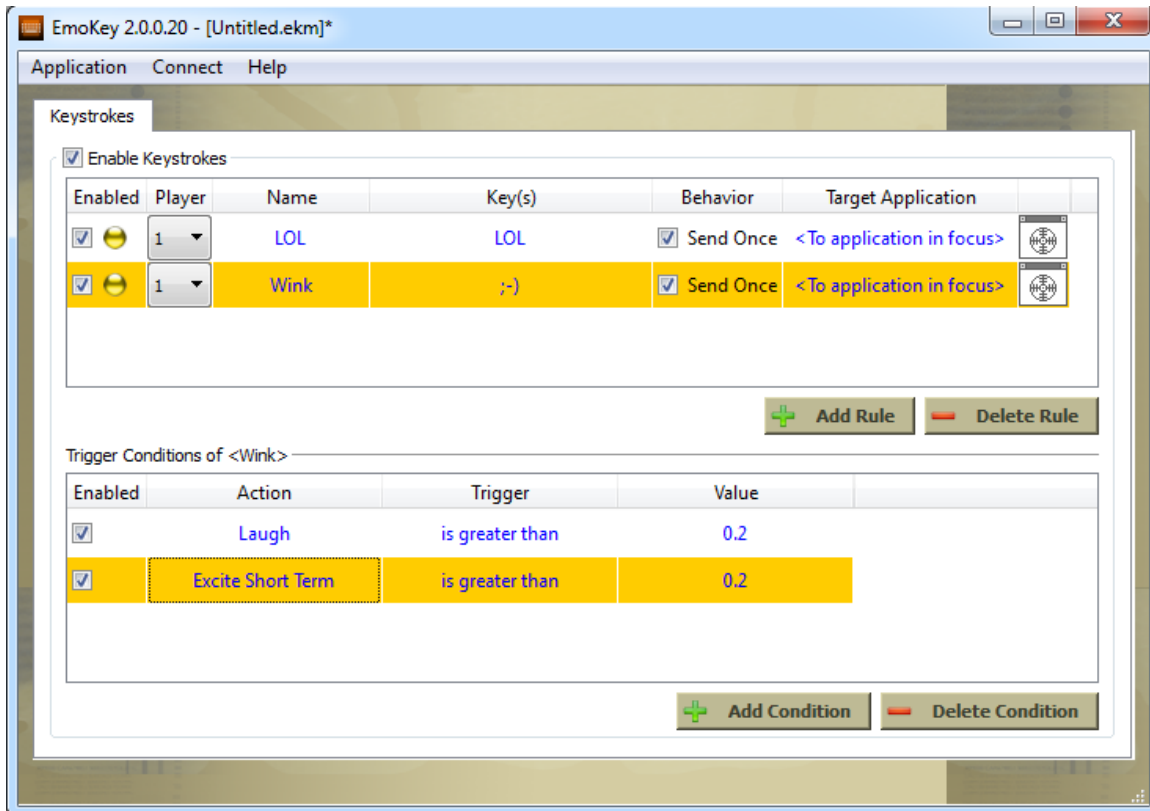 EmoKey 2.0.0.20 - [Untitled.ekm]*
Application Connect Help
Keystrokes
Enable Keystrokes
Enabled Player Name Key(s) Behavior Target Application
1 LOL LOL Send Once <To application in focus>
1 Wink ;-) Send Once <To application in focus>
Add Rule Delete Rule
Trigger Conditions of <Wink>
Enabled Action Trigger Value
Laugh is greater than 0.2
Excite Short Term is greater than 0.2
Add Condition Delete Condition